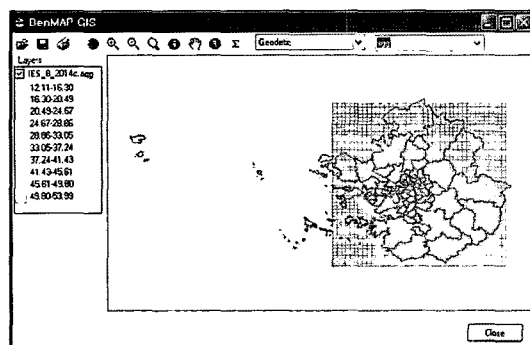 BenMAP GIS
Σ Geodetic
Layers
IES_B_2014c.aqg
12.11-16.30
16.30-20.49
20.49-24.67
24.67-28.86
28.86-33.05
33.05-37.24
37.24-41.43
41.43-45.61
45.61-49.80
49.80-53.99
Close